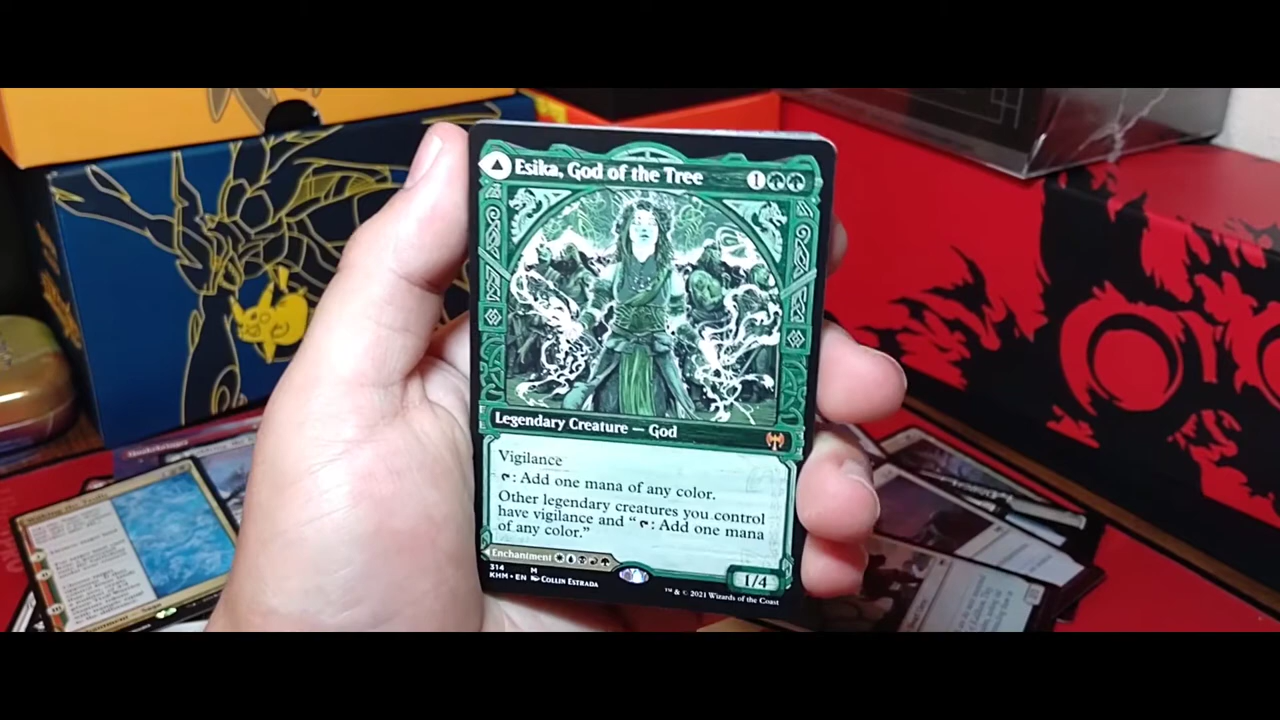 Esika, God of the Tree 1
Legendary Creature — God
Vigilance
: Add one mana of any color.
Other legendary creatures you control
have vigilance and “: Add one mana
of any color.”
Enchantment
1/4
314 M
KHM • EN COLLIN ESTRADA
™ & © 2021 Wizards of the Coast